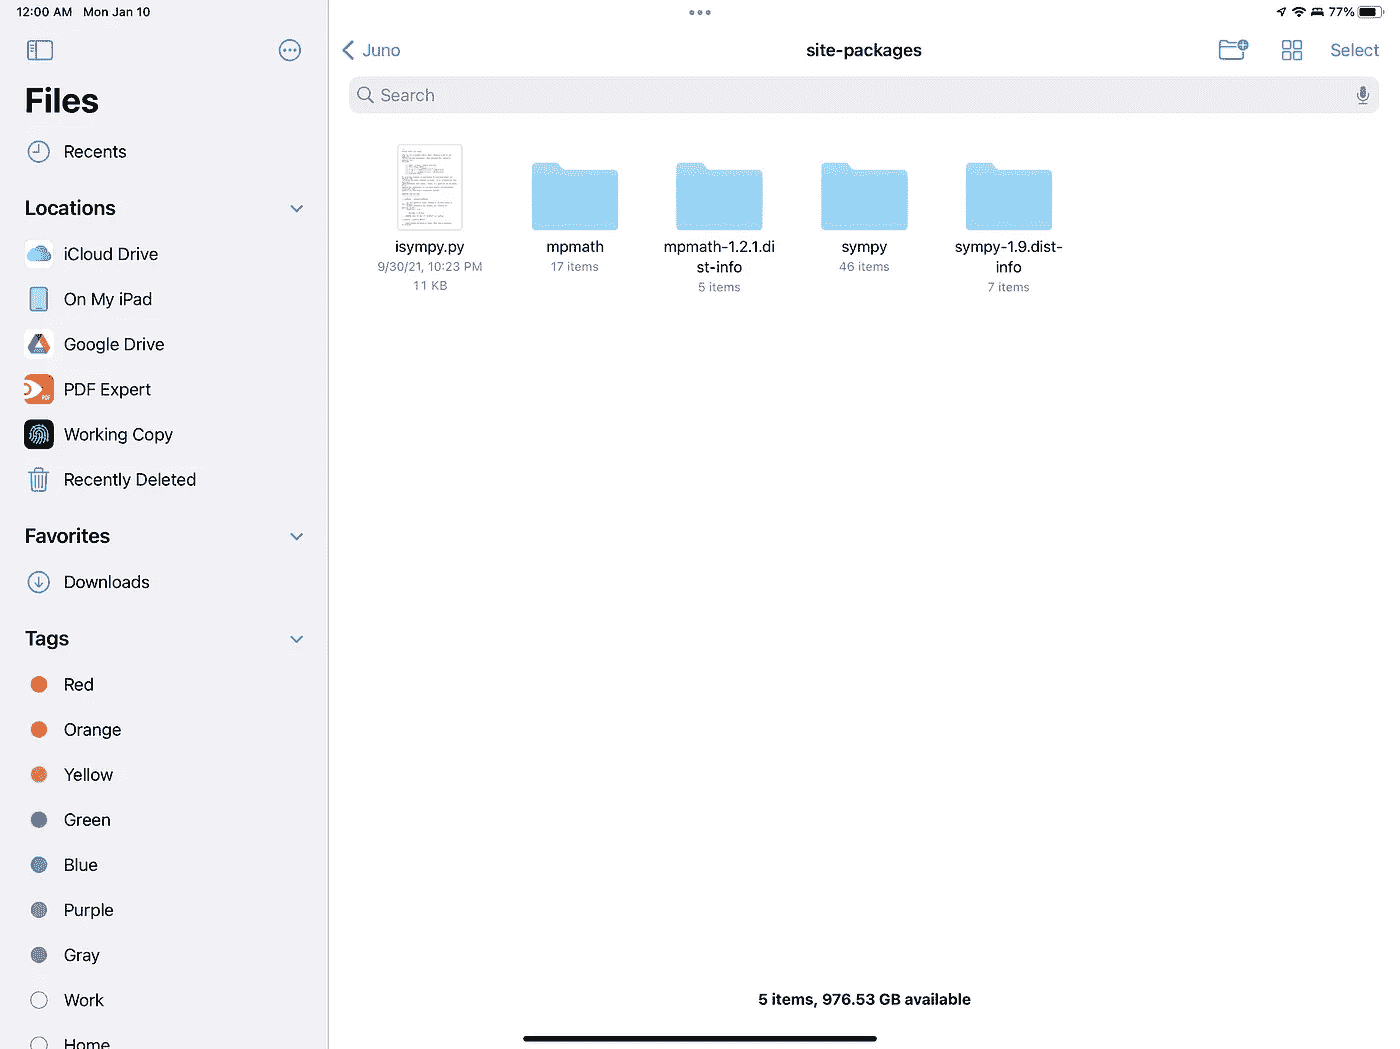 12:00 AM Mon Jan 10
77%
Files
Recents
Locations
iCloud Drive
On My iPad
Google Drive
PDF Expert
Working Copy
Recently Deleted
Favorites
Downloads
Tags
Red
Orange
Yellow
Green
Blue
Purple
Gray
Work
Home
Juno
site-packages
Select
Search
isympy.py
9/30/21, 10:23 PM
11 KB
mpmath
17 items
mpmath-1.2.1.di
st-info
5 items
sympy
46 items
sympy-1.9.dist-
info
7 items
5 items, 976.53 GB available